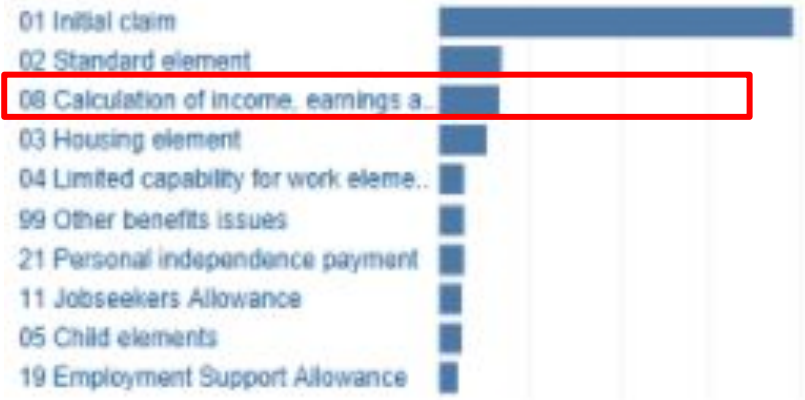 01 Initial claim
02 Standard element
08 Calculation of income, earnings a..
03 Housing element
04 Limited capability for work eleme..
99 Other benefits issues
21 Personal independence payment
11 Jobseekers Allowance
05 Child elements
19 Employment Support Allowance